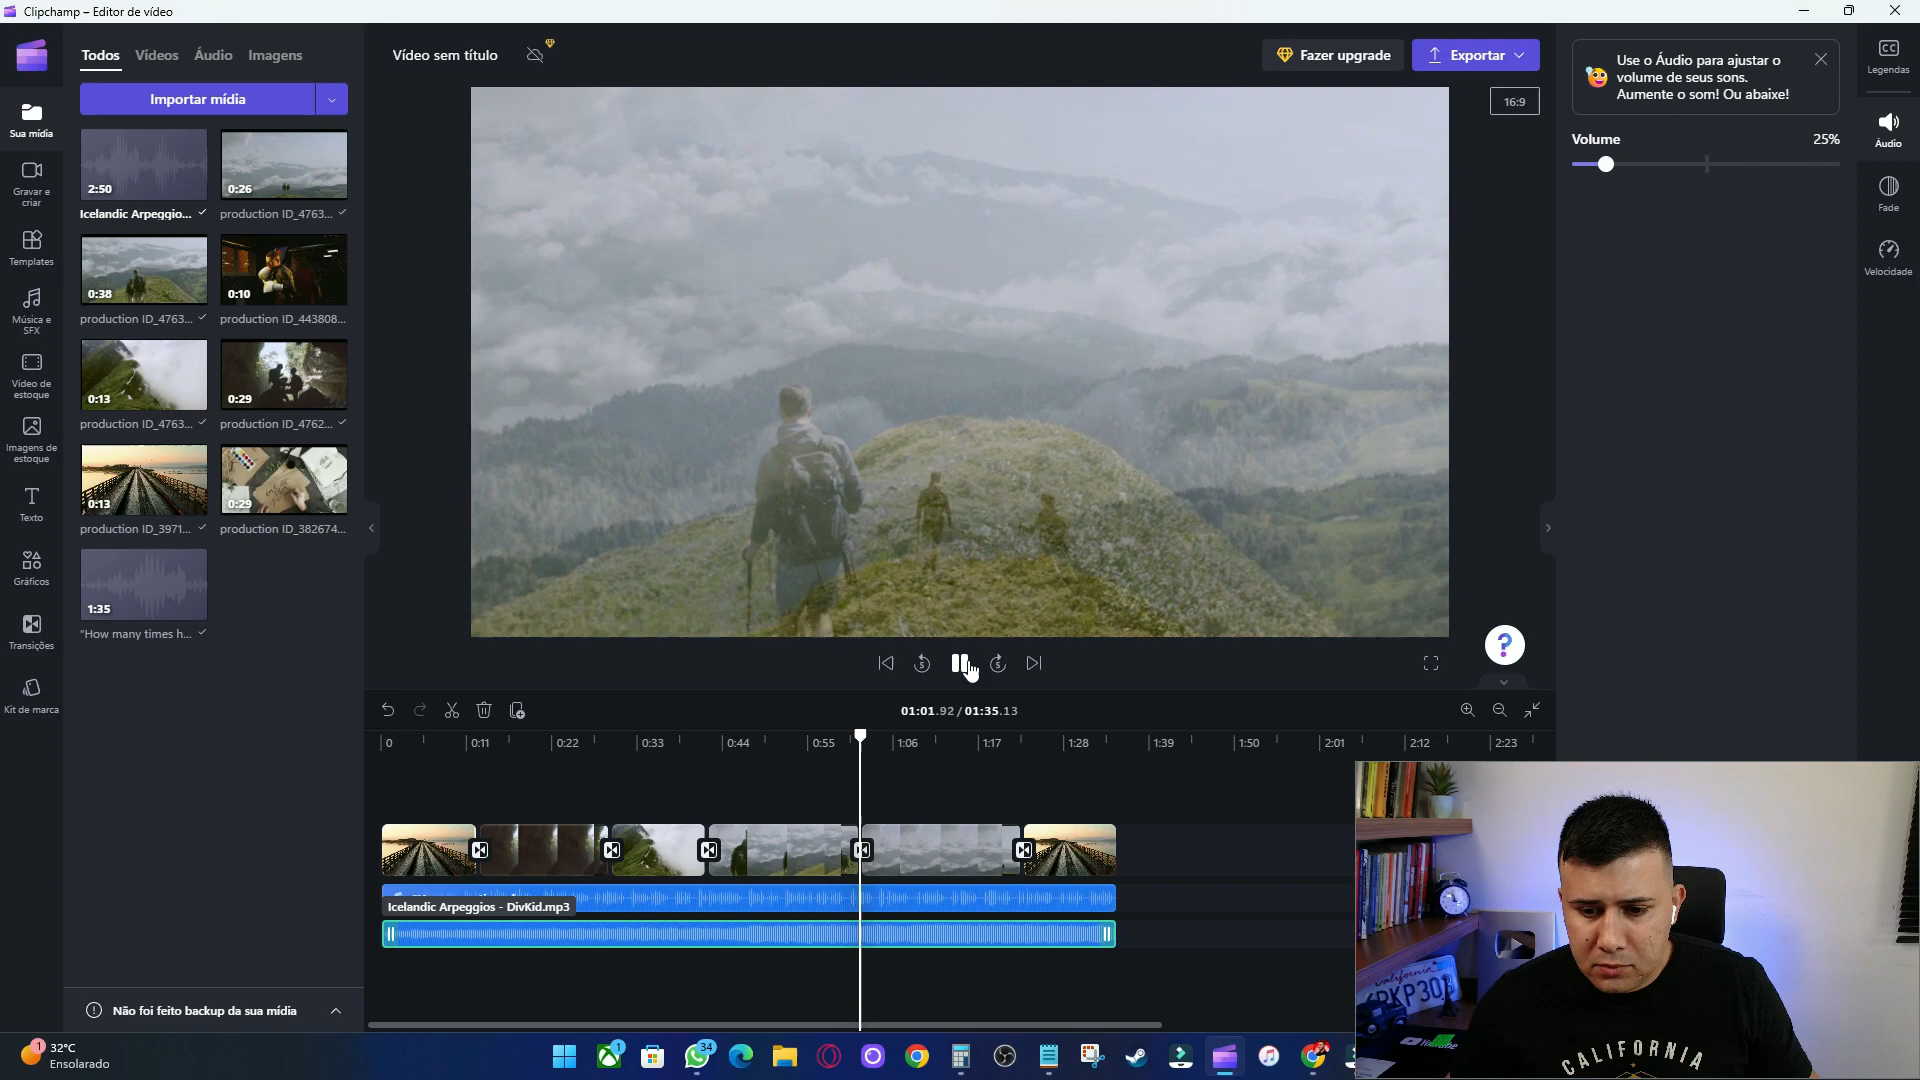 Clipchamp – Editor de vídeo
Todos
Vídeos
Áudio
Imagens
Importar mídia
Sua mídia
Gravar e
criar
Templates
Música e
SFX
Vídeo de
estoque
Imagens de
estoque
Texto
Gráficos
Transições
Kit de marca
2:50
Icelandic Arpeggio...
0:26
production ID_4763...
0:38
production ID_4763...
0:10
production ID_443808...
0:13
production ID_4763...
0:29
production ID_4762...
0:13
production ID_3971...
0:29
production ID_382674...
1:35
"How many times h...
Não foi feito backup da sua mídia
Vídeo sem título
Fazer upgrade
Exportar
16:9
Use o Áudio para ajustar o
volume de seus sons.
Aumente o som! Ou abaixe!
Volume
25%
Legendas
Áudio
Fade
Velocidade
5
5
?
01:01.92 / 01:35.13
0
0:11
0:22
0:33
0:44
0:55
1:06
1:17
1:28
1:39
1:50
2:01
2:12
2:23
Icelandic Arpeggios - DivKid.mp3
1
32°C
Ensolarado
1
34
California
CALIFORNIA